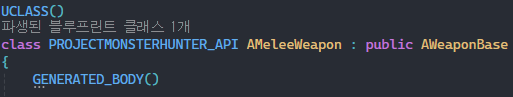 UCLASS()
파생된 블루프린트 클래스 1개
class PROJECTMONSTERHUNTER_API AMeleeWeapon : public AWeaponBase
{
GENERATED_BODY()